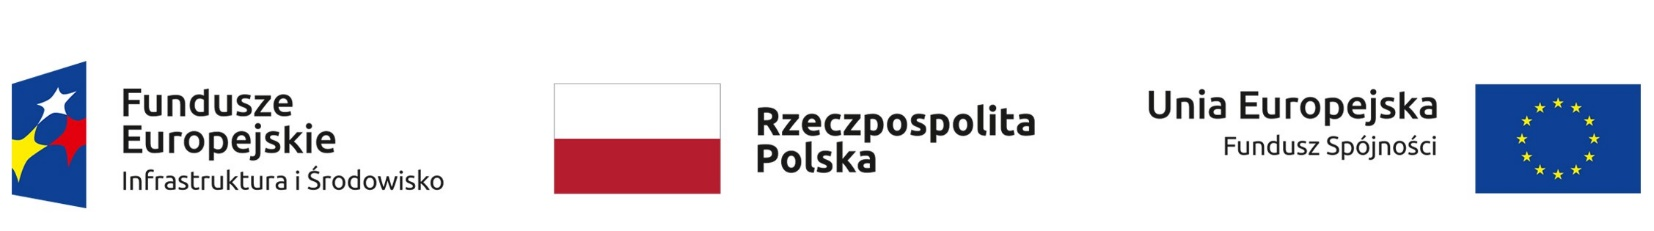 Fundusze
Europejskie
Infrastruktura i Środowisko
Rzeczpospolita
Polska
Unia Europejska
Fundusz Spójności